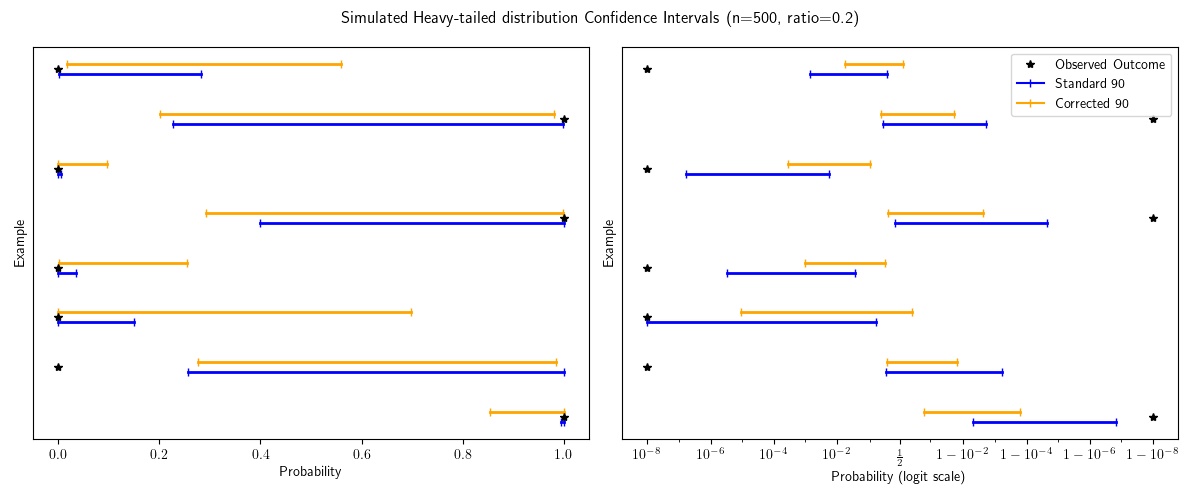 Simulated Heavy-tailed distribution Confidence Intervals (n=500, ratio=0.2)
Example
0.0 0.2 0.4 0.6 0.8 1.0
Probability
Example
Observed Outcome
Standard 90
Corrected 90
10⁻⁸ 10⁻⁶ 10⁻⁴ 10⁻² 1/2 1 − 10⁻² 1 − 10⁻⁴ 1 − 10⁻⁶ 1 − 10⁻⁸
Probability (logit scale)